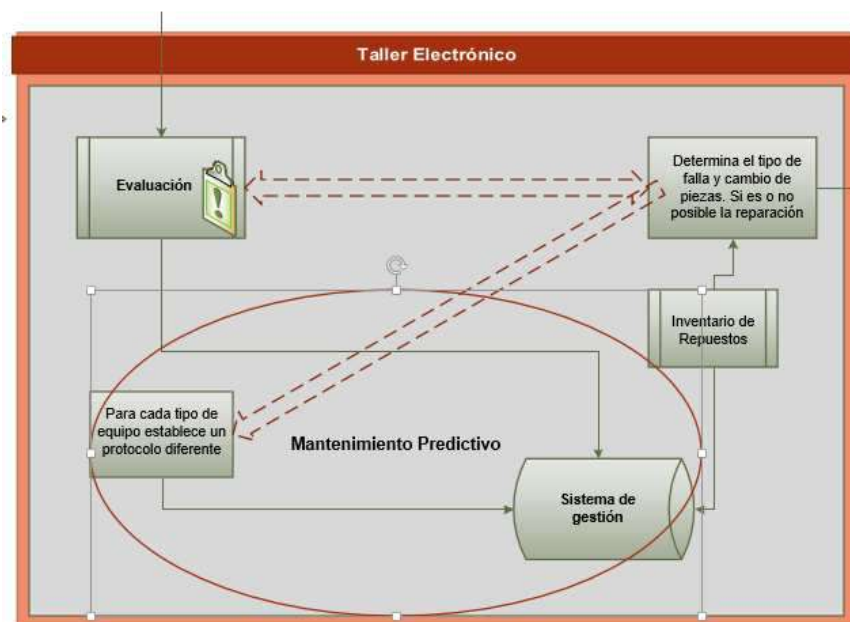 Taller Electrónico
Evaluación
Determina el tipo de
falla y cambio de
piezas. Si es o no
posible la reparación
Inventario de
Repuestos
Para cada tipo de
equipo establece un
protocolo diferente
Mantenimiento Predictivo
Sistema de
gestión